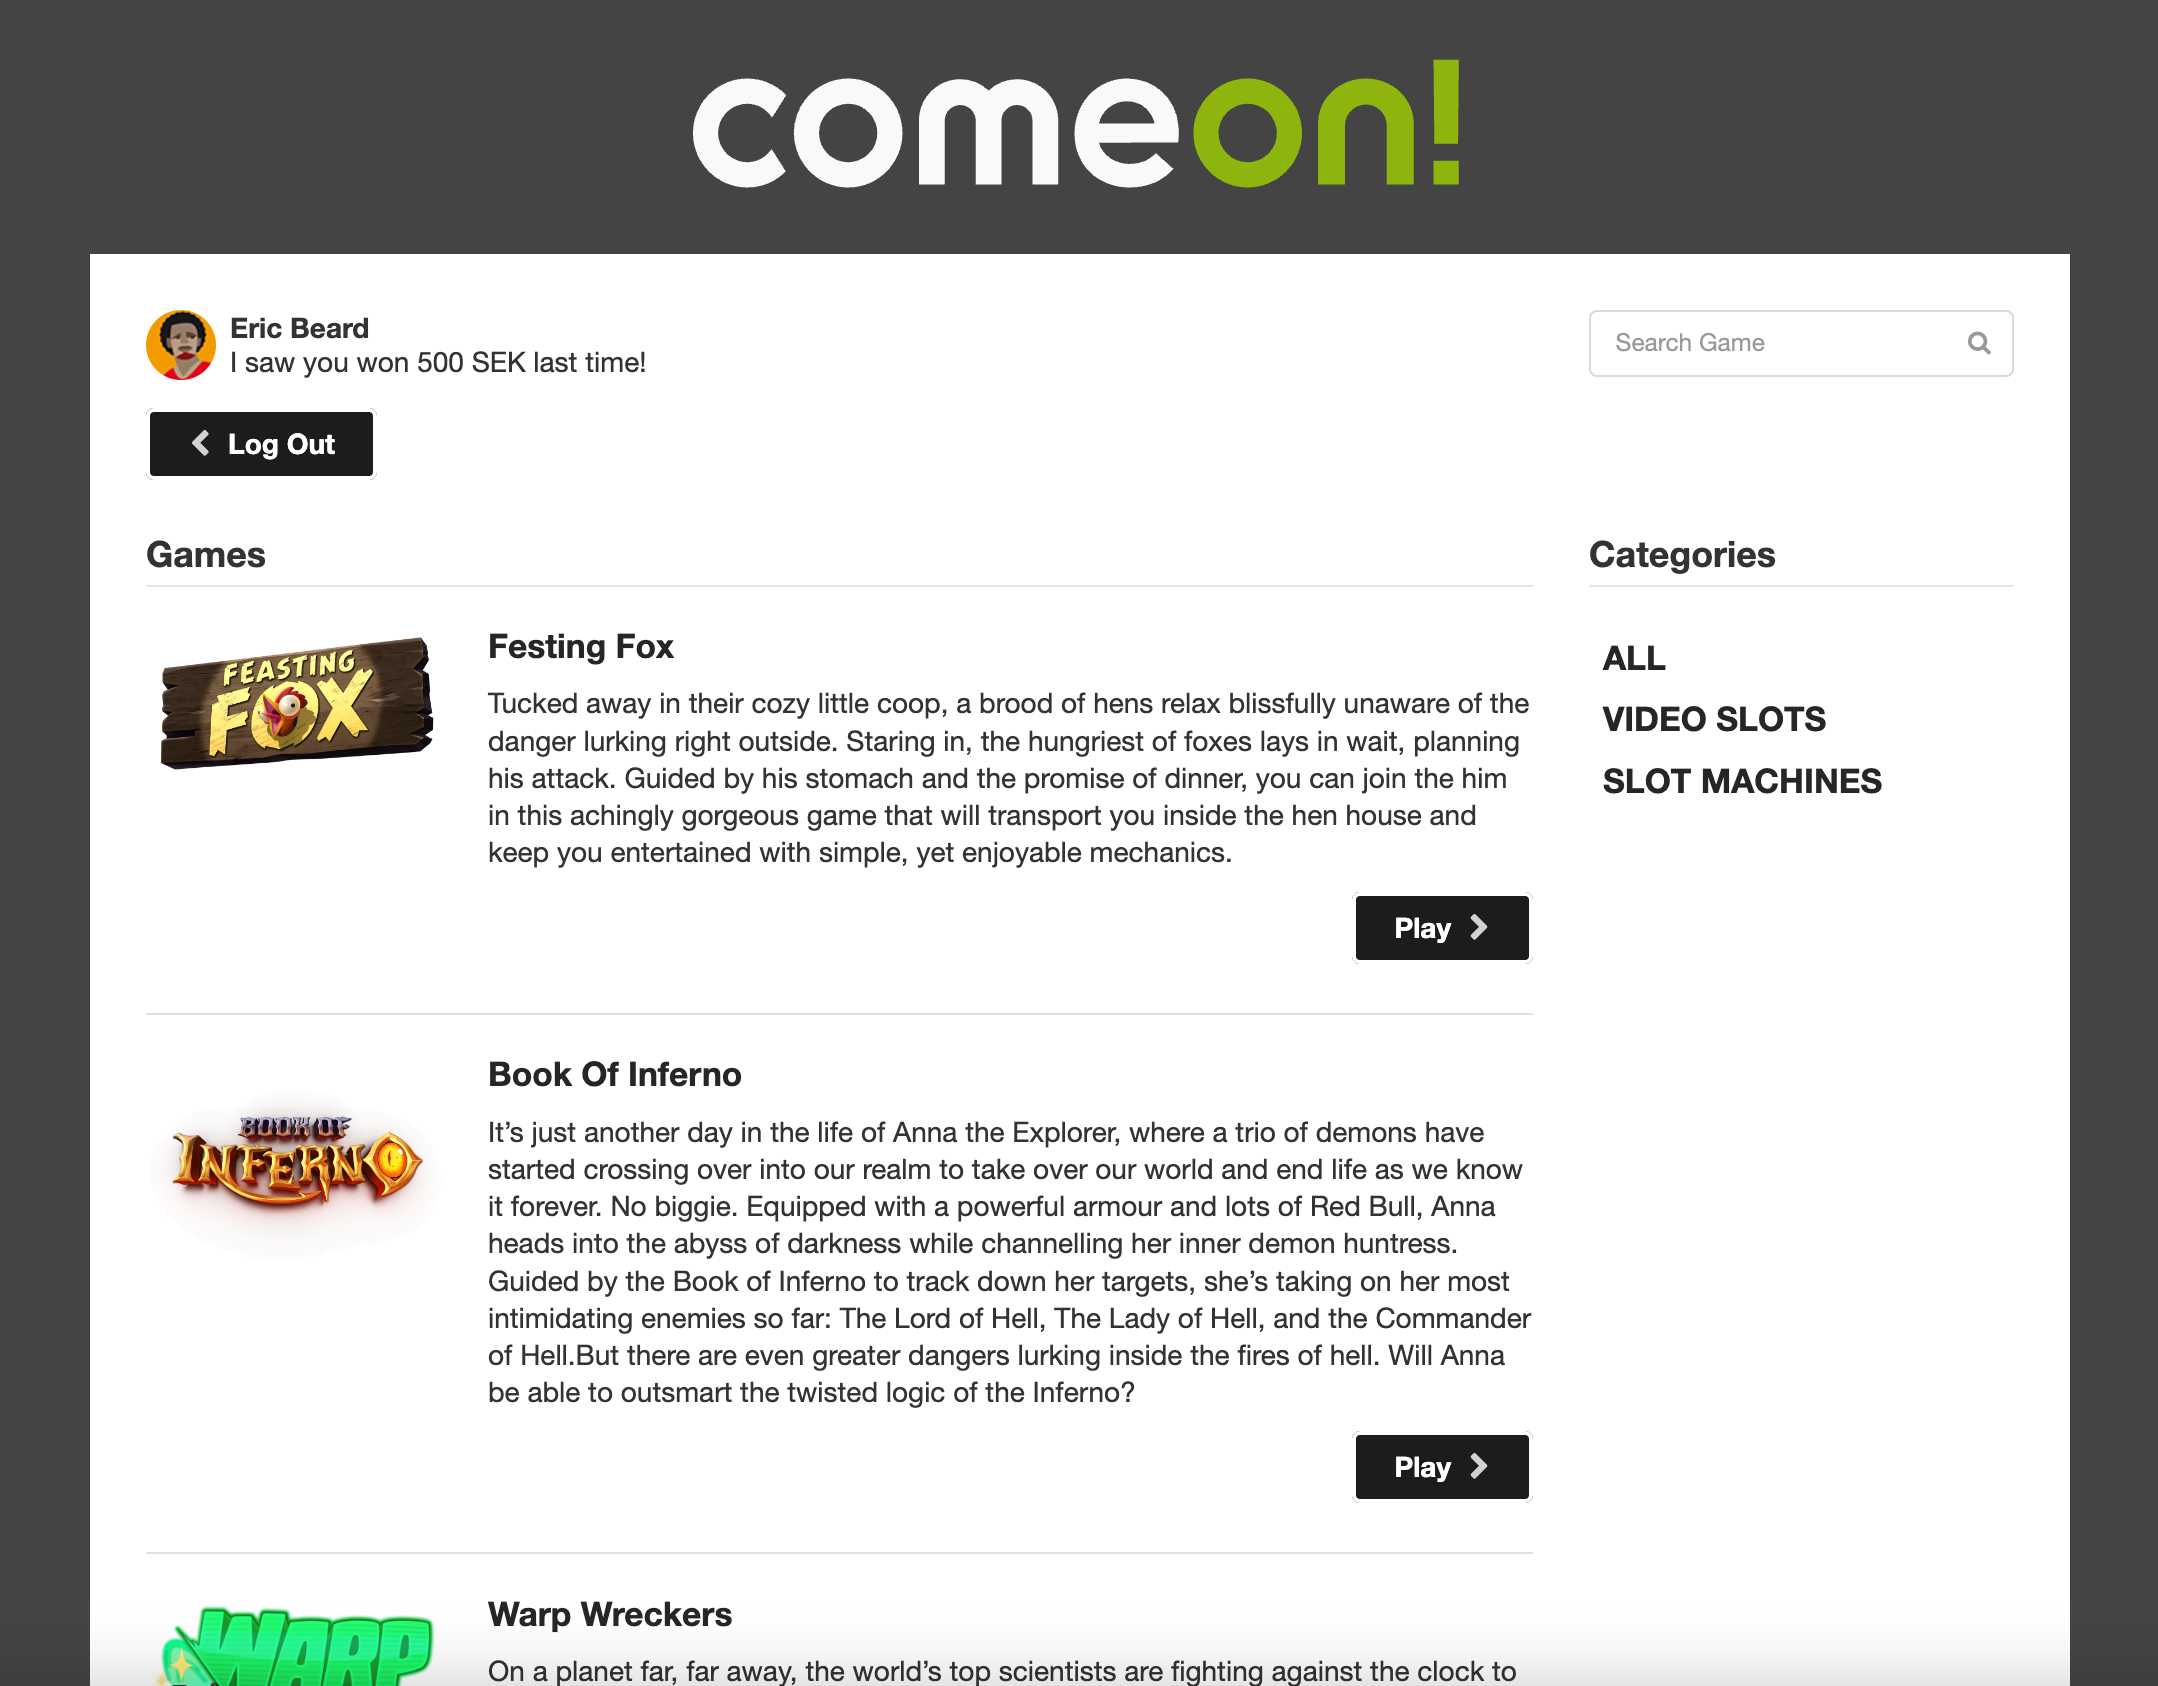 comeon!
Eric Beard
I saw you won 500 SEK last time!
Search Game
Log Out
Games
Categories
FEASTING
FOX
Festing Fox
Tucked away in their cozy little coop, a brood of hens relax blissfully unaware of the
danger lurking right outside. Staring in, the hungriest of foxes lays in wait, planning
his attack. Guided by his stomach and the promise of dinner, you can join the him
in this achingly gorgeous game that will transport you inside the hen house and
keep you entertained with simple, yet enjoyable mechanics.
Play
ALL
VIDEO SLOTS
SLOT MACHINES
BOOK OF
INFERNO
Book Of Inferno
It’s just another day in the life of Anna the Explorer, where a trio of demons have
started crossing over into our realm to take over our world and end life as we know
it forever. No biggie. Equipped with a powerful armour and lots of Red Bull, Anna
heads into the abyss of darkness while channelling her inner demon huntress.
Guided by the Book of Inferno to track down her targets, she’s taking on her most
intimidating enemies so far: The Lord of Hell, The Lady of Hell, and the Commander
of Hell.But there are even greater dangers lurking inside the fires of hell. Will Anna
be able to outsmart the twisted logic of the Inferno?
Play
WARP
Warp Wreckers
On a planet far, far away, the world’s top scientists are fighting against the clock to